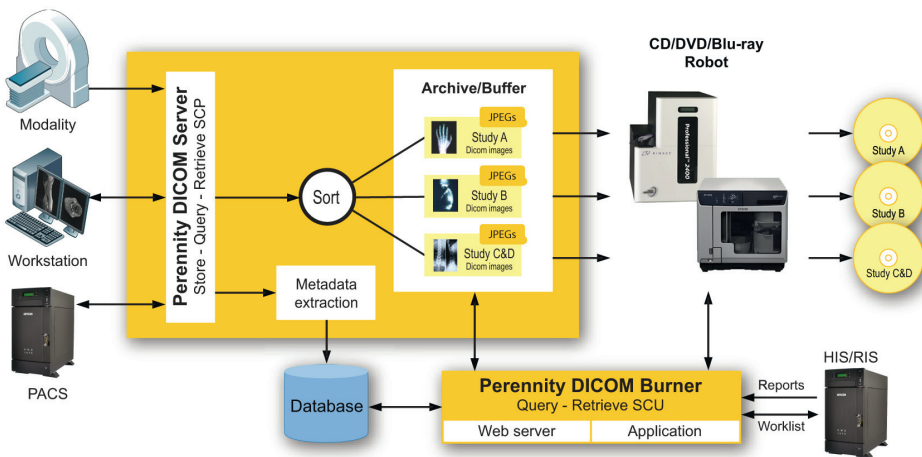 CD/DVD/Blu-ray
Robot
Modality
Workstation
PACS
Perennity DICOM Server
Store - Query - Retrieve SCP
Sort
Archive/Buffer
JPEGs
Study A
Dicom images
JPEGs
Study B
Dicom images
JPEGs
Study C&D
Dicom images
Metadata
extraction
Database
Professional™ 2400
Study A
Study B
Study C&D
Perennity DICOM Burner
Query - Retrieve SCU
Web server
Application
HIS/RIS
Reports
Worklist